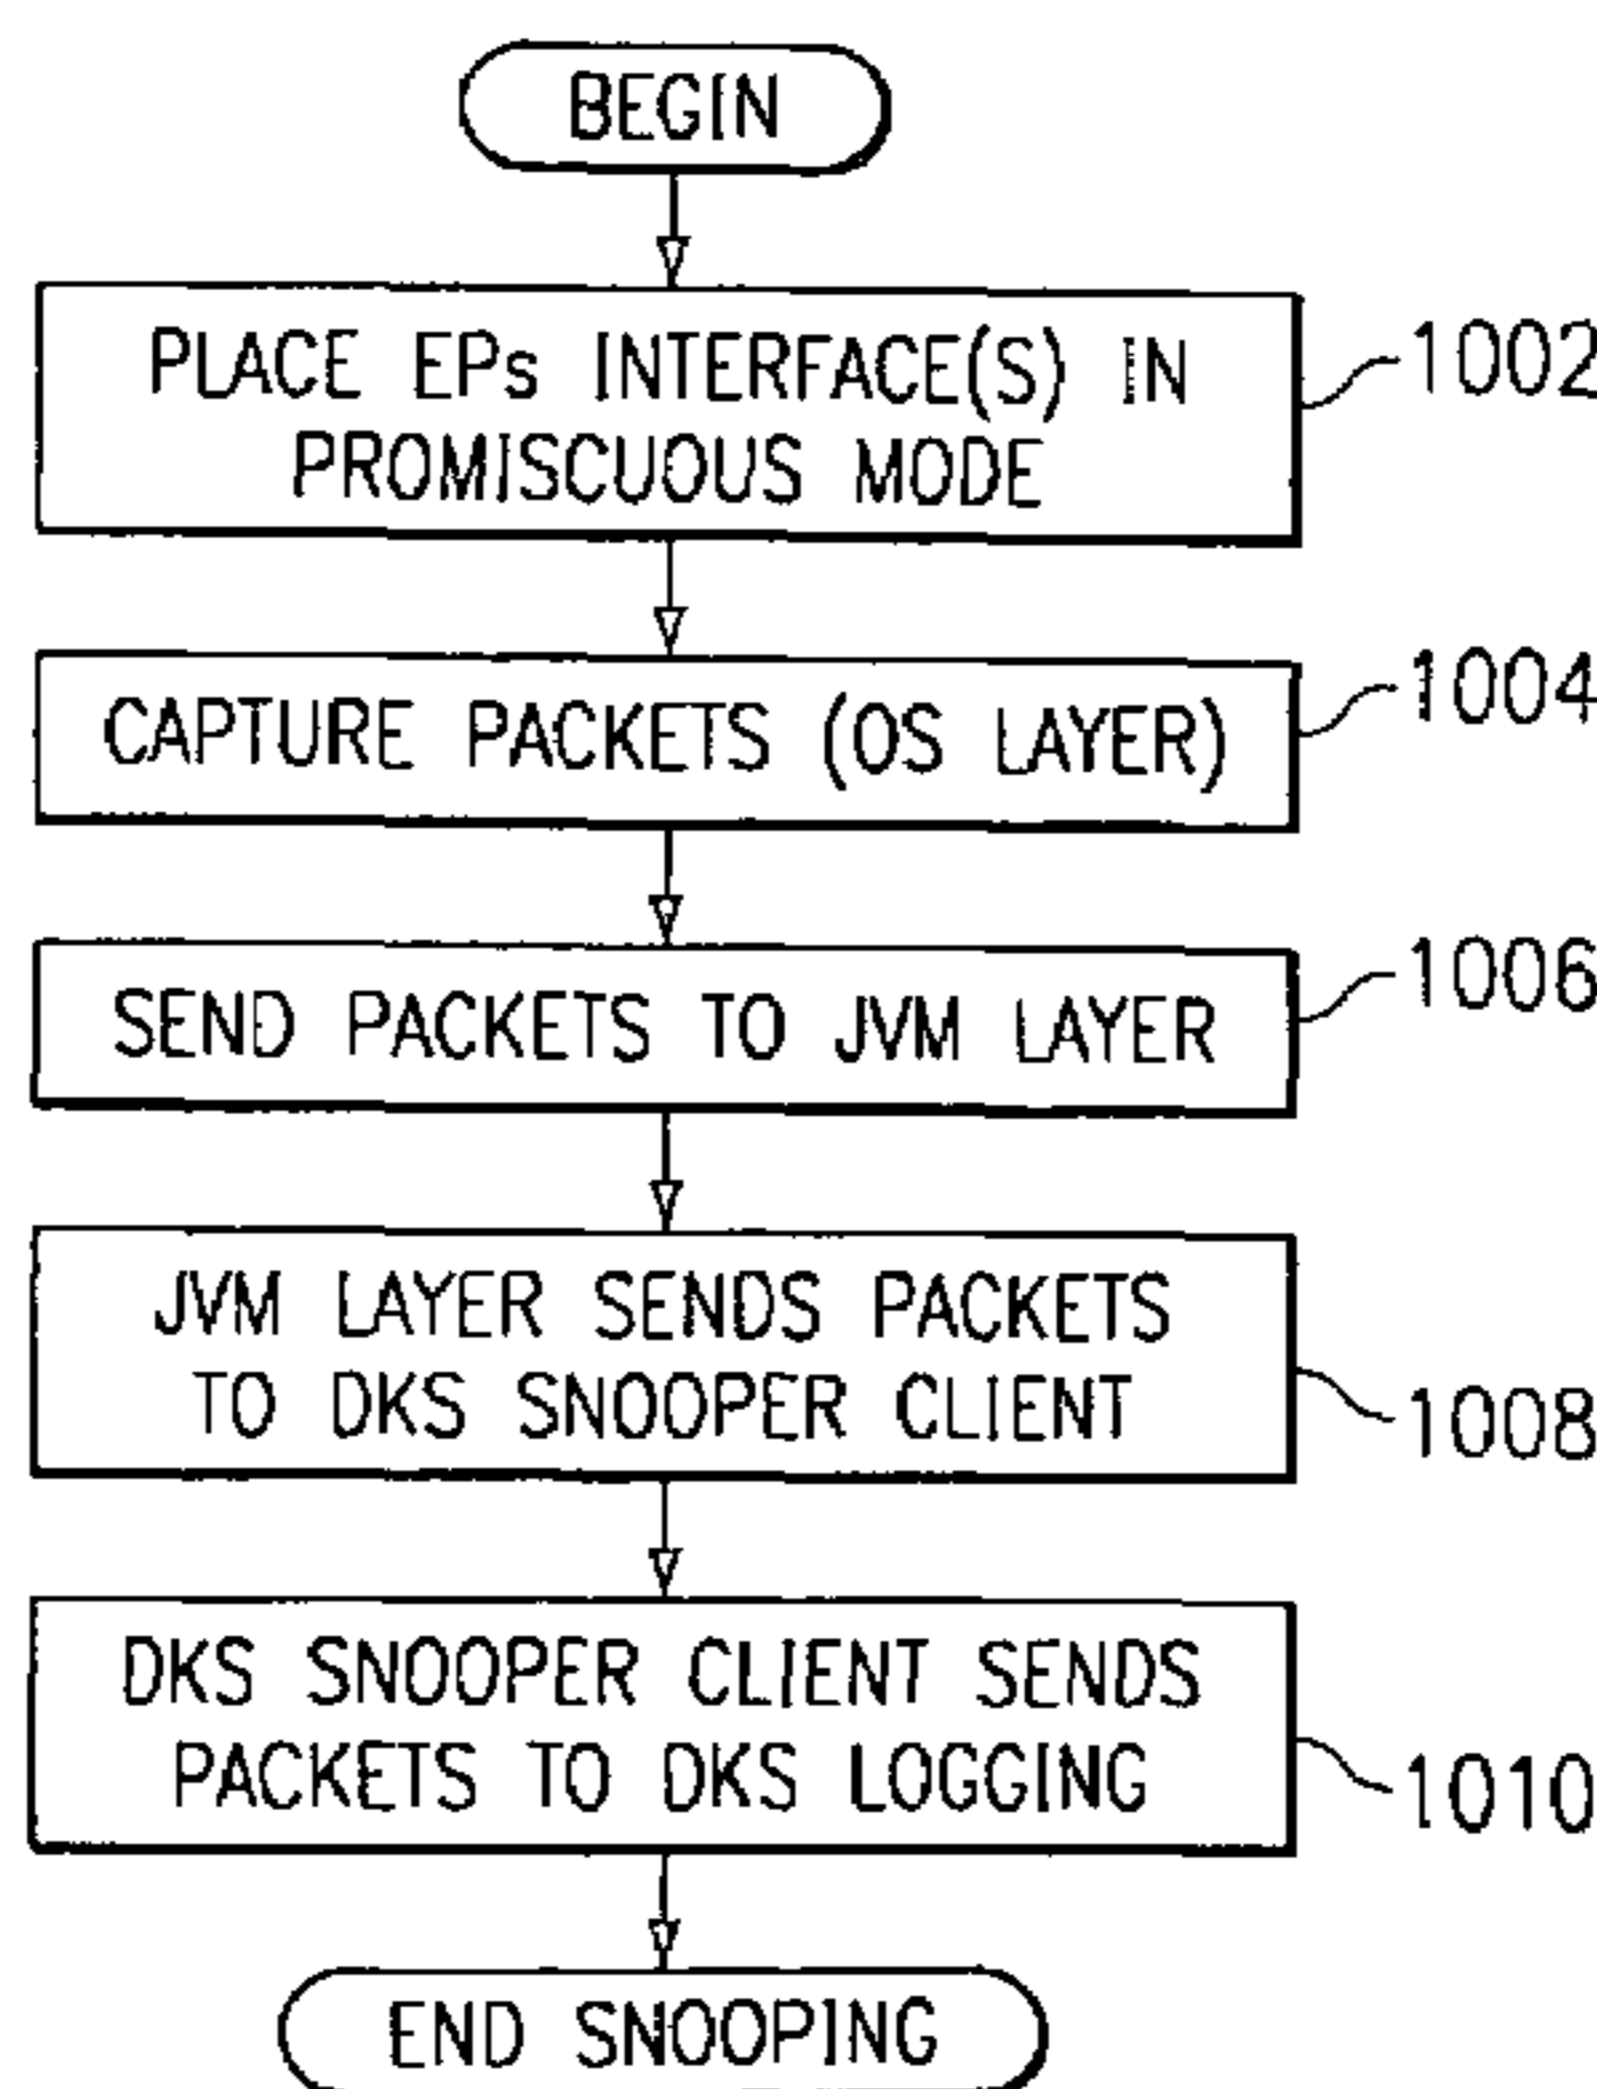 BEGIN
PLACE EPs INTERFACE(S) IN
PROMISCUOUS MODE
1002
CAPTURE PACKETS (OS LAYER)
1004
SEND PACKETS TO JVM LAYER
1006
JVM LAYER SENDS PACKETS
TO DKS SNOOPER CLIENT
1008
DKS SNOOPER CLIENT SENDS
PACKETS TO DKS LOGGING
1010
END SNOOPING